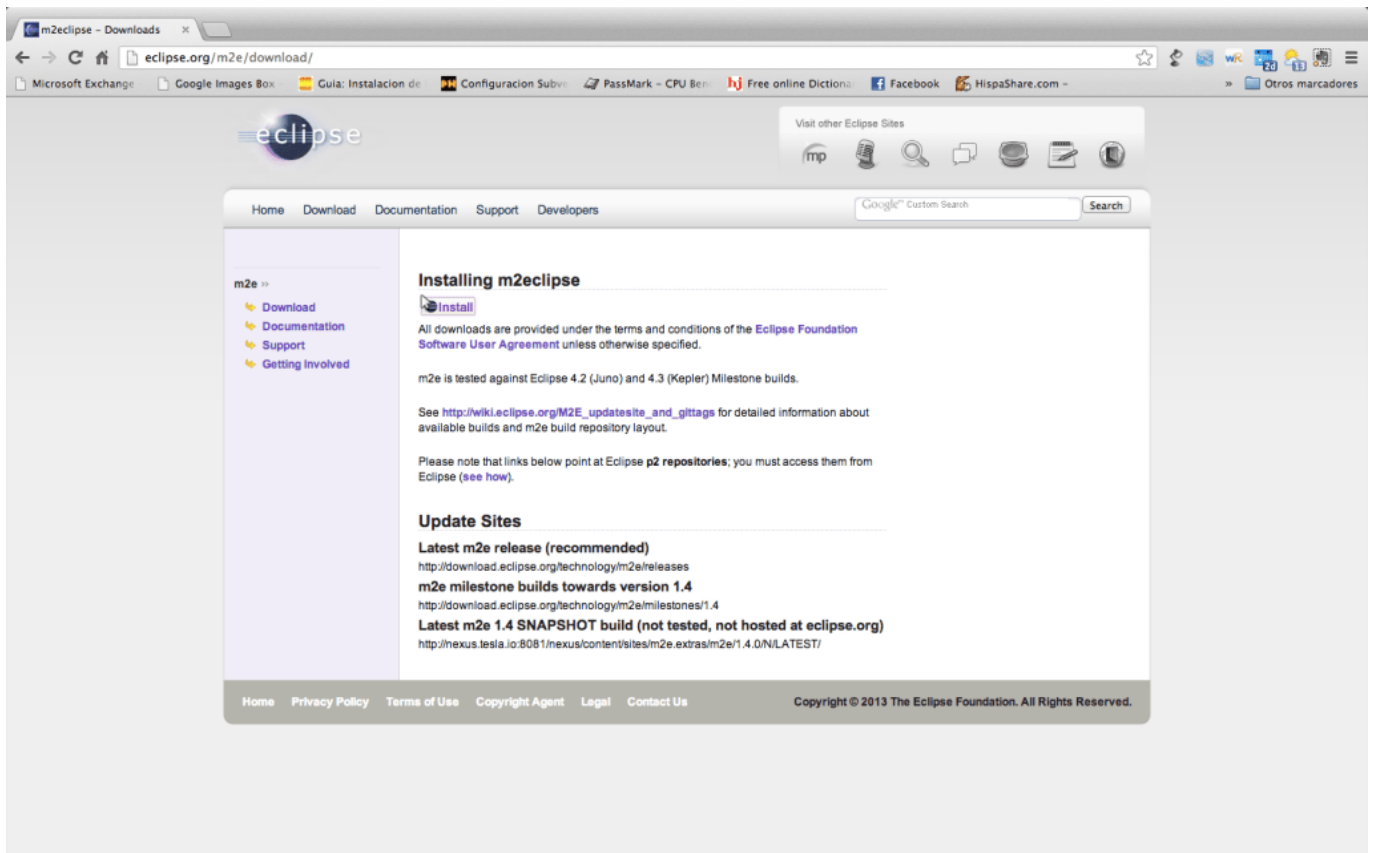 m2eclipse – Downloads
eclipse.org/m2e/download/
2d
13
Microsoft Exchange
Google Images Box
Guia: Instalacion de
Configuracion Subve
PassMark – CPU Ben
hj Free online Dictiona
Facebook
HispaShare.com –
» Otros marcadores
eclipse
Visit other Eclipse Sites
mp
Home Download Documentation Support Developers
Google™ Custom Search
Search
m2e »
Download
Documentation
Support
Getting Involved
Installing m2eclipse
Install
All downloads are provided under the terms and conditions of the Eclipse Foundation
Software User Agreement unless otherwise specified.
m2e is tested against Eclipse 4.2 (Juno) and 4.3 (Kepler) Milestone builds.
See http://wiki.eclipse.org/M2E_updatesite_and_gittags for detailed information about
available builds and m2e build repository layout.
Please note that links below point at Eclipse p2 repositories; you must access them from
Eclipse (see how).
Update Sites
Latest m2e release (recommended)
http://download.eclipse.org/technology/m2e/releases
m2e milestone builds towards version 1.4
http://download.eclipse.org/technology/m2e/milestones/1.4
Latest m2e 1.4 SNAPSHOT build (not tested, not hosted at eclipse.org)
http://nexus.tesla.io:8081/nexus/content/sites/m2e.extras/m2e/1.4.0/N/LATEST/
Home Privacy Policy Terms of Use Copyright Agent Legal Contact Us
Copyright © 2013 The Eclipse Foundation. All Rights Reserved.